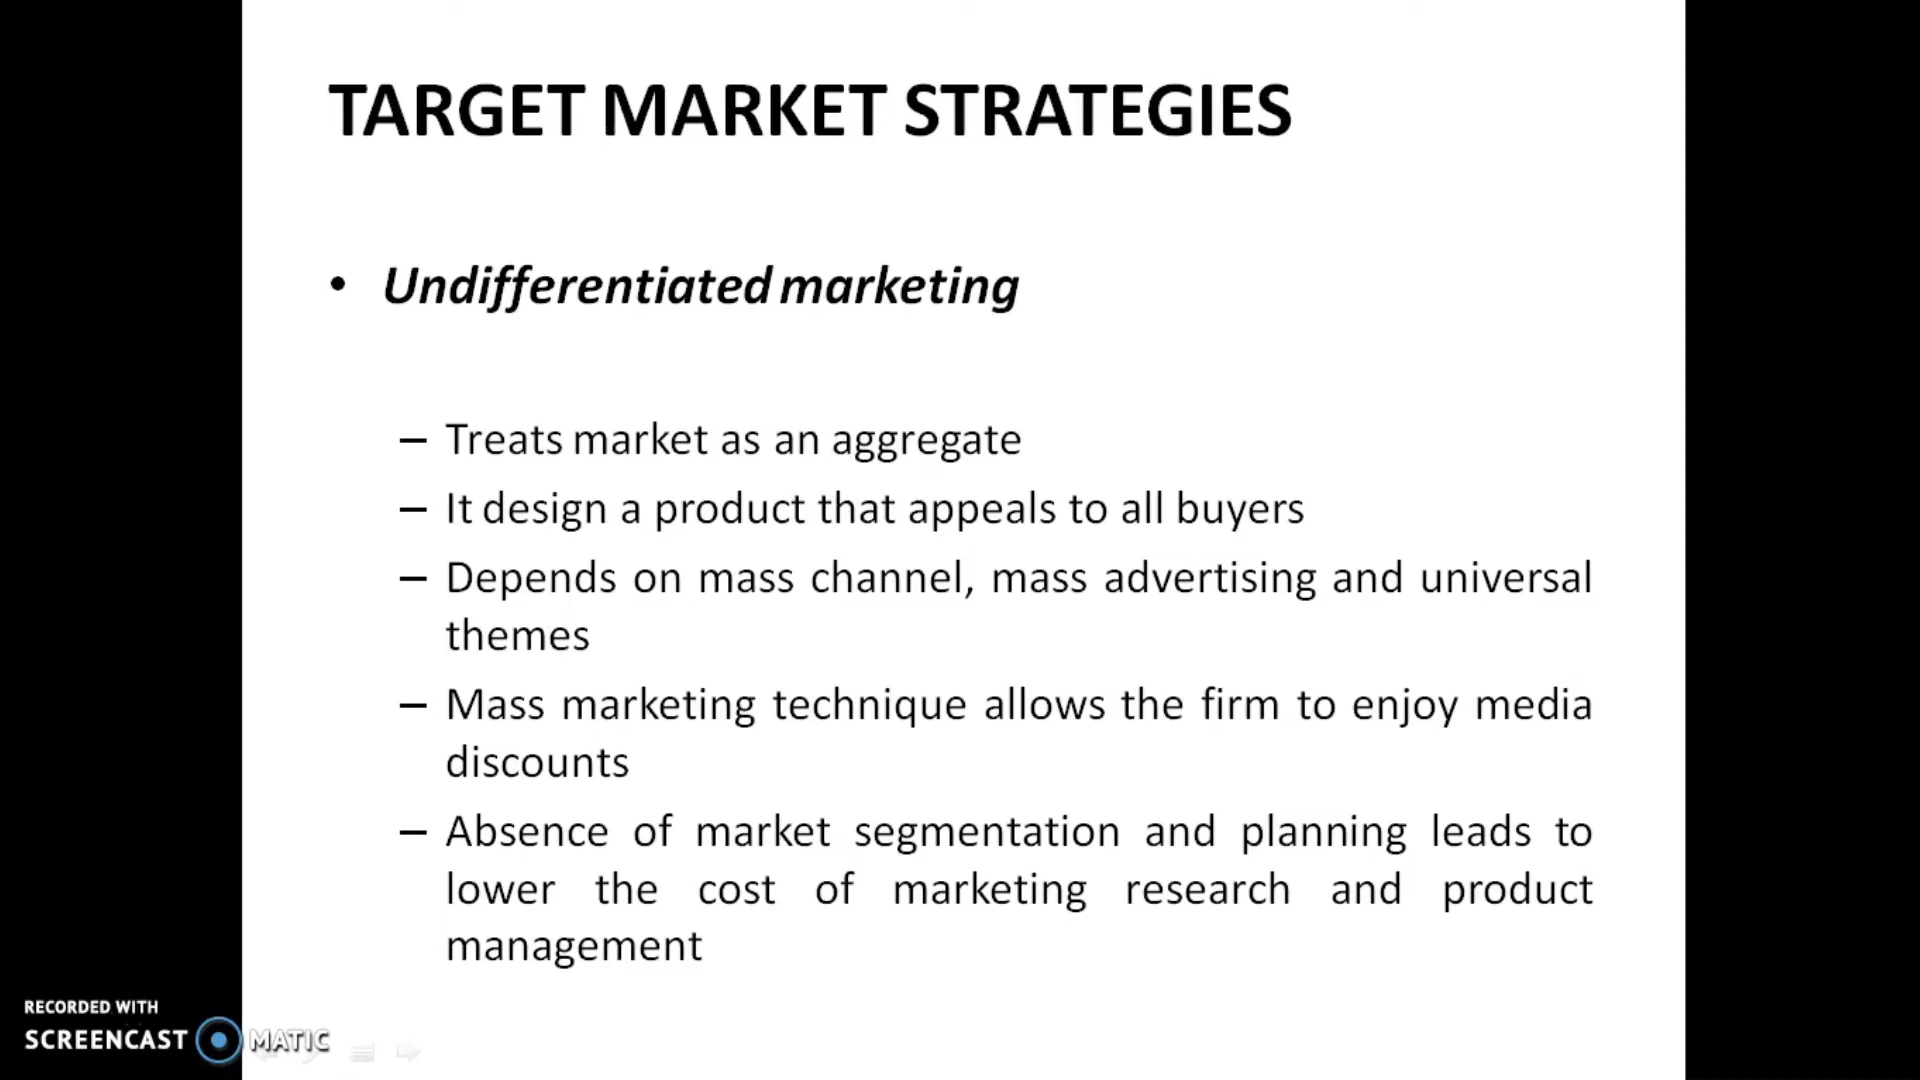 TARGET MARKET STRATEGIES
• Undifferentiated marketing
– Treats market as an aggregate
– It design a product that appeals to all buyers
– Depends on mass channel, mass advertising and universal
themes
– Mass marketing technique allows the firm to enjoy media
discounts
– Absence of market segmentation and planning leads to
lower the cost of marketing research and product
management
RECORDED WITH
SCREENCAST MATIC